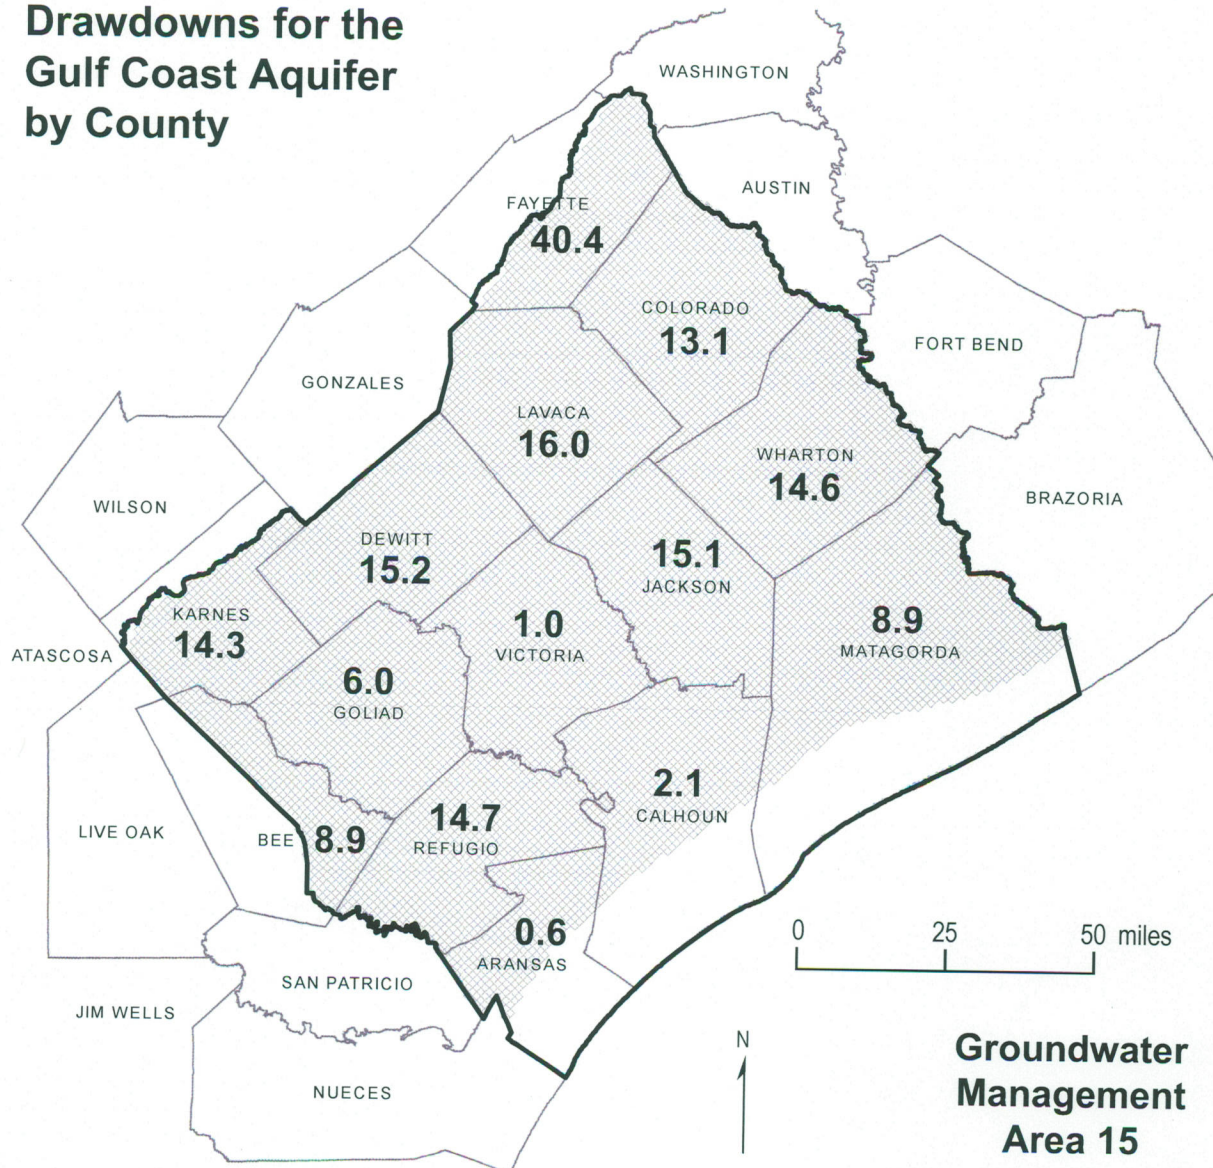 Drawdowns for the
Gulf Coast Aquifer
by County
WASHINGTON
AUSTIN
FAYETTE
40.4
COLORADO
13.1
FORT BEND
GONZALES
LAVACA
16.0
WHARTON
14.6
BRAZORIA
WILSON
DEWITT
15.2
15.1
JACKSON
KARNES
14.3
1.0
VICTORIA
8.9
MATAGORDA
ATASCOSA
6.0
GOLIAD
2.1
CALHOUN
LIVE OAK
BEE 8.9
14.7
REFUGIO
0.6
ARANSAS
0 25 50 miles
SAN PATRICIO
JIM WELLS
N
NUECES
Groundwater
Management
Area 15